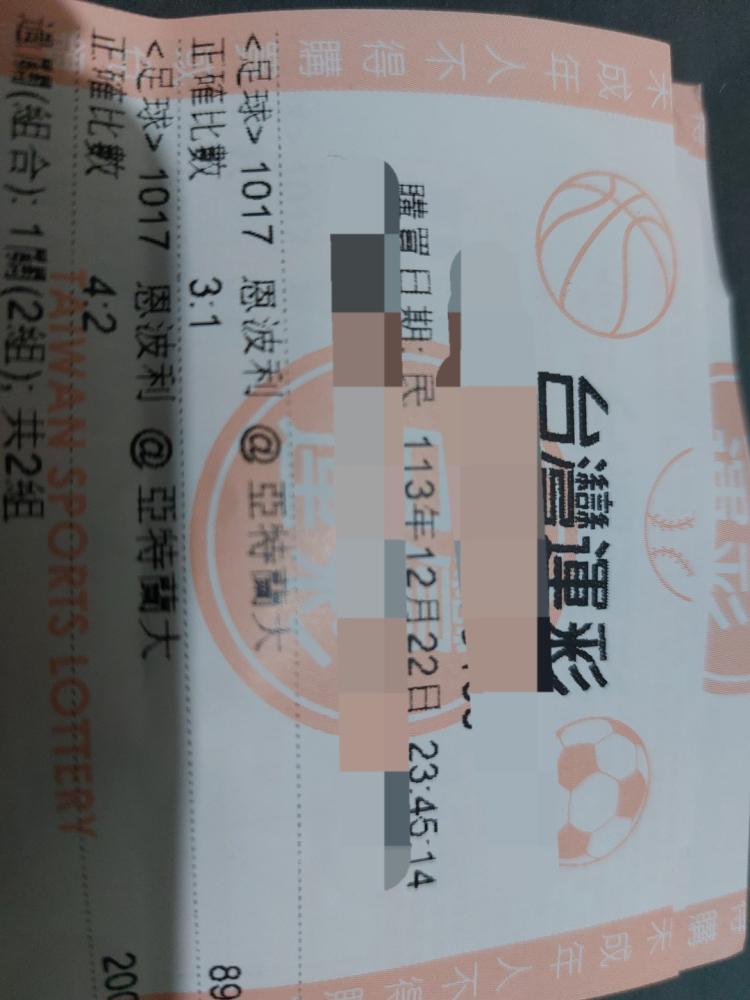 未成年人不得購
台灣運彩
購買日期:民 113年12月22日 23:45:14
<足球> 1017 恩波利 @ 亞特蘭大
正確比數 3:1 89
<足球> 1017 恩波利 @ 亞特蘭大
正確比數 4:2 200
過關(組合): 1關(2組); 共2組
TAIWAN SPORTS LOTTERY
未成年人不得購